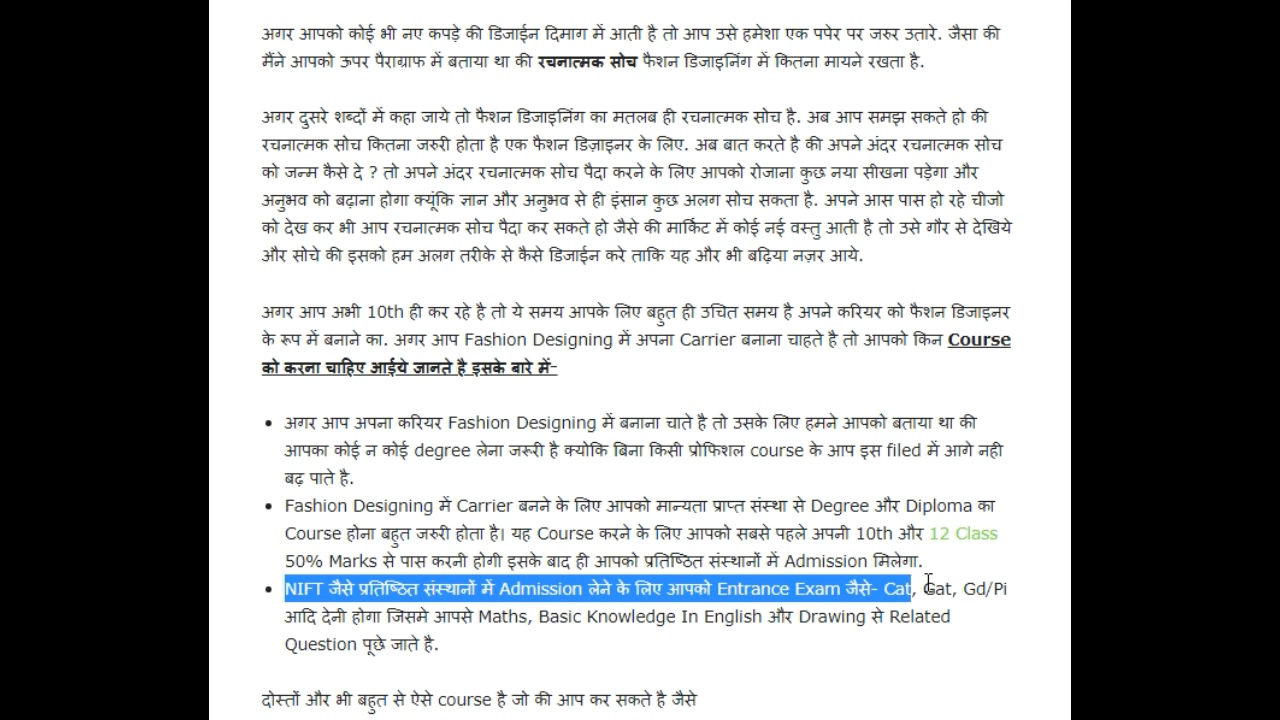 अगर आपको कोई भी नए कपड़े की डिजाईन दिमाग में आती है तो आप उसे हमेशा एक पपेर पर जरुर उतारे. जैसा की
मैंने आपको ऊपर पैराग्राफ में बताया था की रचनात्मक सोच फैशन डिजाइनिंग में कितना मायने रखता है.
अगर दुसरे शब्दों में कहा जाये तो फैशन डिजाइनिंग का मतलब ही रचनात्मक सोच है. अब आप समझ सकते हो की
रचनात्मक सोच कितना जरुरी होता है एक फैशन डिज़ाइनर के लिए. अब बात करते है की अपने अंदर रचनात्मक सोच
को जन्म कैसे दे ? तो अपने अंदर रचनात्मक सोच पैदा करने के लिए आपको रोजाना कुछ नया सीखना पड़ेगा और
अनुभव को बढ़ाना होगा क्यूंकि ज्ञान और अनुभव से ही इंसान कुछ अलग सोच सकता है. अपने आस पास हो रहे चीजो
को देख कर भी आप रचनात्मक सोच पैदा कर सकते हो जैसे की मार्किट में कोई नई वस्तु आती है तो उसे गौर से देखिये
और सोचे की इसको हम अलग तरीके से कैसे डिजाईन करे ताकि यह और भी बढ़िया नज़र आये.
अगर आप अभी 10th ही कर रहे है तो ये समय आपके लिए बहुत ही उचित समय है अपने करियर को फैशन डिजाइनर
के रूप में बनाने का. अगर आप Fashion Designing में अपना Carrier बनाना चाहते है तो आपको किन Course
को करना चाहिए आईये जानते है इसके बारे में-
• अगर आप अपना करियर Fashion Designing में बनाना चाते है तो उसके लिए हमने आपको बताया था की
आपका कोई न कोई degree लेना जरूरी है क्योकि बिना किसी प्रोफिशल course के आप इस filed में आगे नही
बढ़ पाते है.
• Fashion Designing में Carrier बनने के लिए आपको मान्यता प्राप्त संस्था से Degree और Diploma का
Course होना बहुत जरुरी होता है। यह Course करने के लिए आपको सबसे पहले अपनी 10th और 12 Class
50% Marks से पास करनी होगी इसके बाद ही आपको प्रतिष्ठित संस्थानों में Admission मिलेगा.
• NIFT जैसे प्रतिष्ठित संस्थानों में Admission लेने के लिए आपको Entrance Exam जैसे- Cat, Gat, Gd/Pi
आदि देनी होगा जिसमे आपसे Maths, Basic Knowledge In English और Drawing से Related
Question पूछे जाते है.
दोस्तों और भी बहुत से ऐसे course है जो की आप कर सकते है जैसे